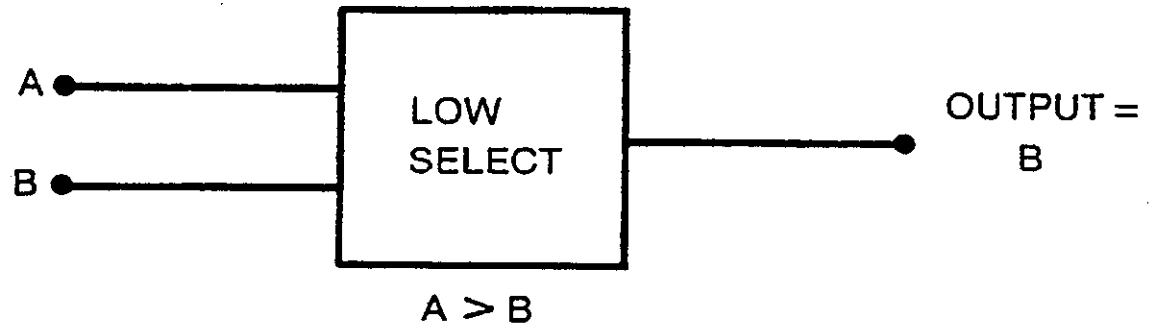 A
B
LOW
SELECT
OUTPUT =
B
A > B